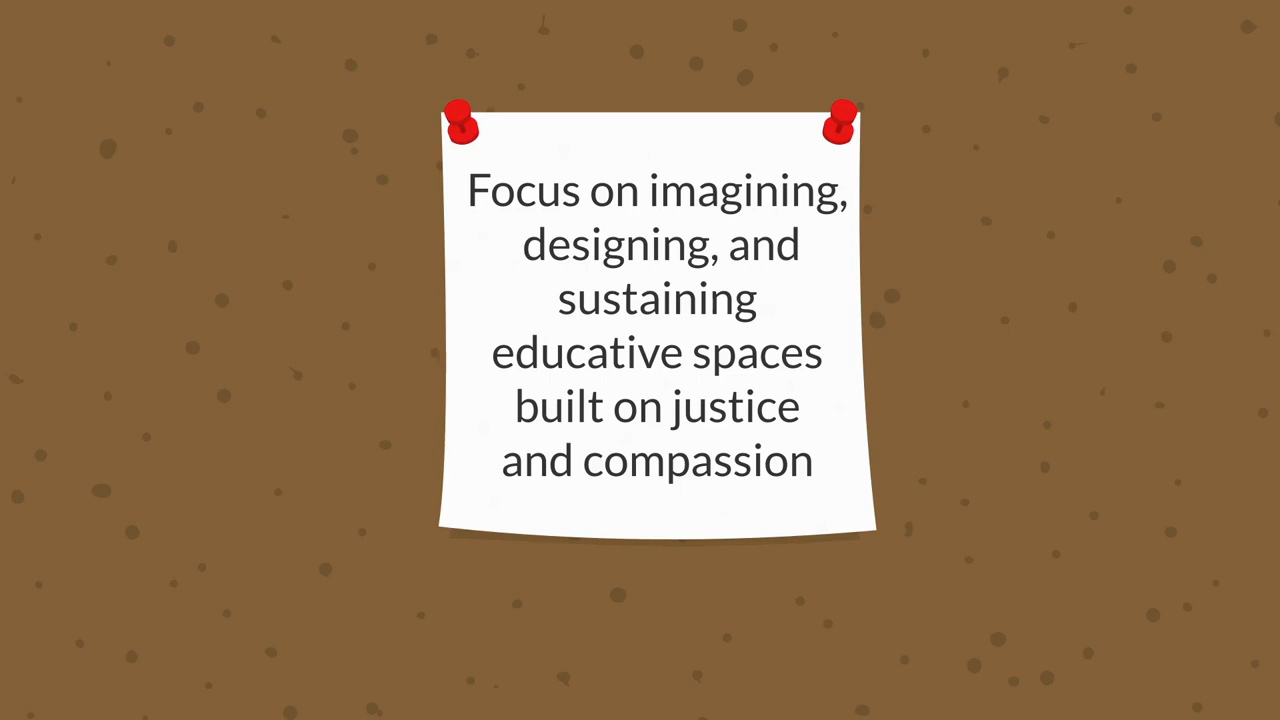 Focus on imagining,
designing, and
sustaining
educative spaces
built on justice
and compassion